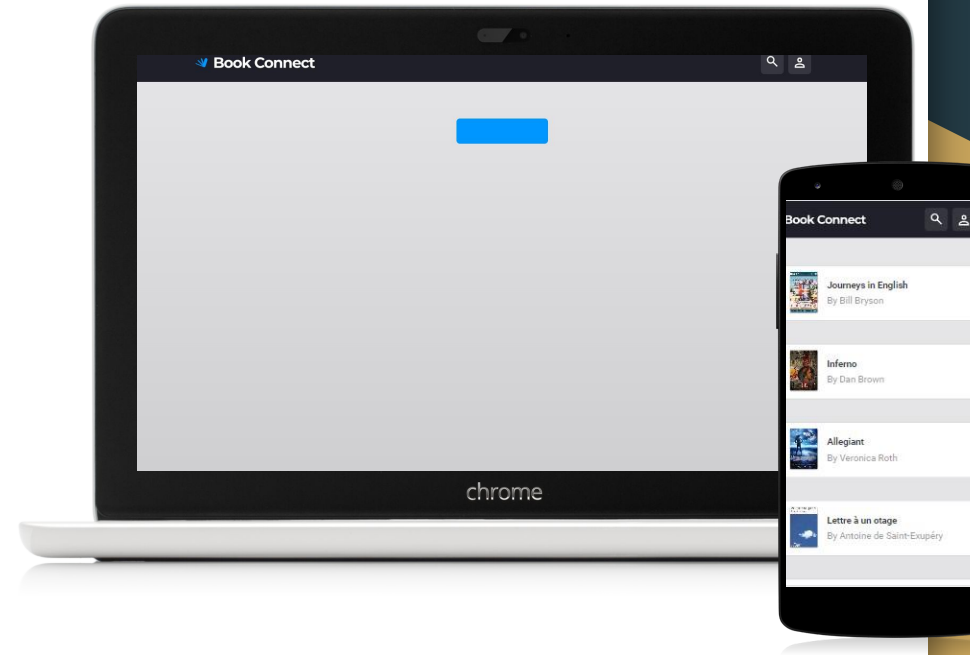 Book Connect
chrome
Book Connect
Journeys in English
By Bill Bryson
Inferno
By Dan Brown
Allegiant
By Veronica Roth
Lettre à un otage
By Antoine de Saint-Exupéry